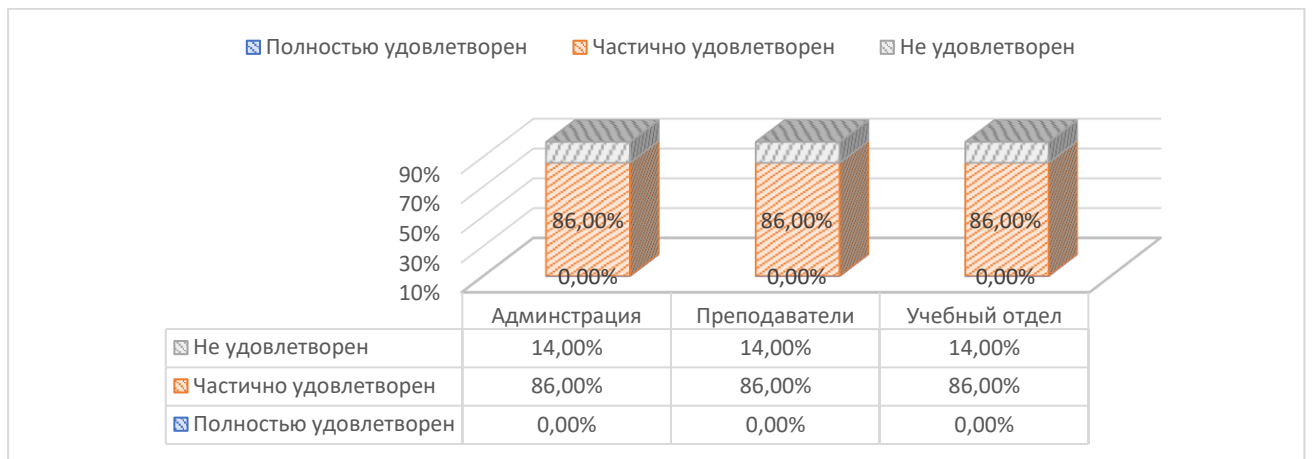 Полностью удовлетворен Частично удовлетворен Не удовлетворен
90%
70%
50%
30%
10%
86,00% 86,00% 86,00%
0,00% 0,00% 0,00%
Админстрация Преподаватели Учебный отдел
Не удовлетворен 14,00% 14,00% 14,00%
Частично удовлетворен 86,00% 86,00% 86,00%
Полностью удовлетворен 0,00% 0,00% 0,00%